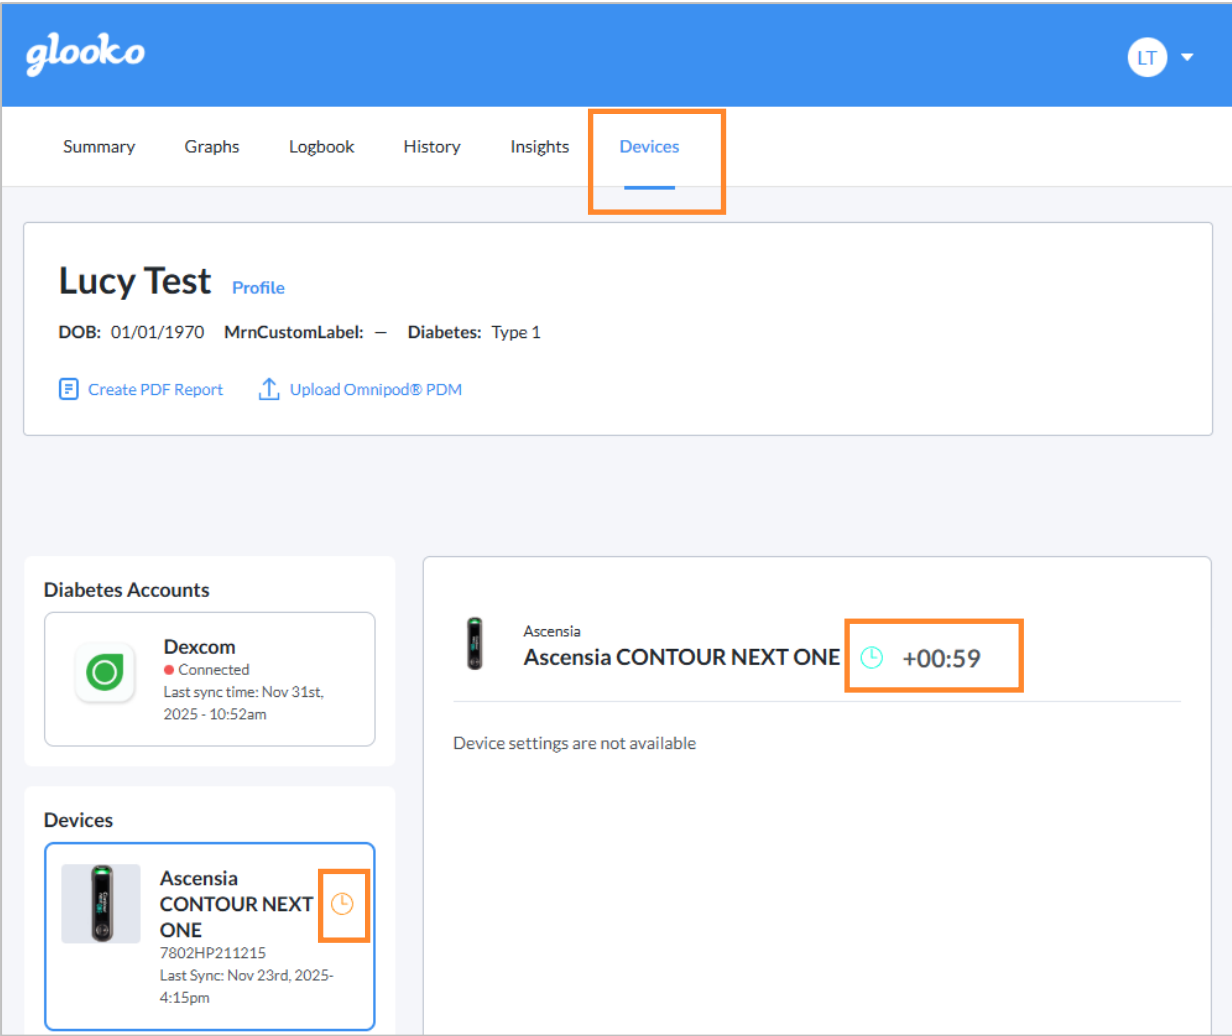 glooko
LT
Summary Graphs Logbook History Insights Devices
Lucy Test Profile
DOB: 01/01/1970 MrnCustomLabel: — Diabetes: Type 1
Create PDF Report Upload Omnipod® PDM
Diabetes Accounts
Dexcom
Connected
Last sync time: Nov 31st,
2025 - 10:52am
Devices
Ascensia
CONTOUR NEXT
ONE
7802HP211215
Last Sync: Nov 23rd, 2025-
4:15pm
Ascensia
Ascensia CONTOUR NEXT ONE +00:59
Device settings are not available